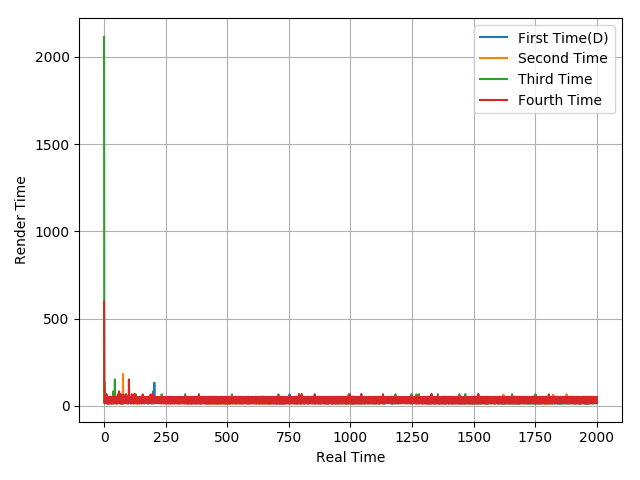 First Time(D)
Second Time
Third Time
Fourth Time
2000
1500
1000
500
0
Render Time
0 250 500 750 1000 1250 1500 1750 2000
Real Time